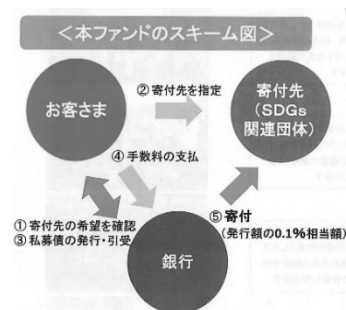 ＜本ファンドのスキーム図＞
お客さま
② 寄付先を指定
寄付先
（SDGs
関連団体）
④ 手数料の支払
① 寄付先の希望を確認
③ 私募債の発行・引受
⑤ 寄付
（発行額の0.1%相当額）
銀行